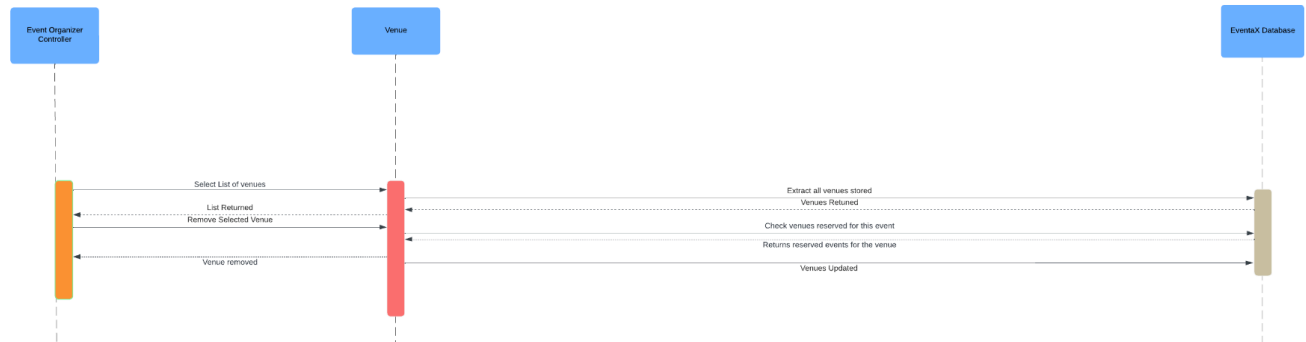 Event Organizer
Controller
Venue
EventaX Database
Select List of venues
Extract all venues stored
Venues Retuned
List Returned
Remove Selected Venue
Check venues reserved for this event
Returns reserved events for the venue
Venue removed
Venues Updated